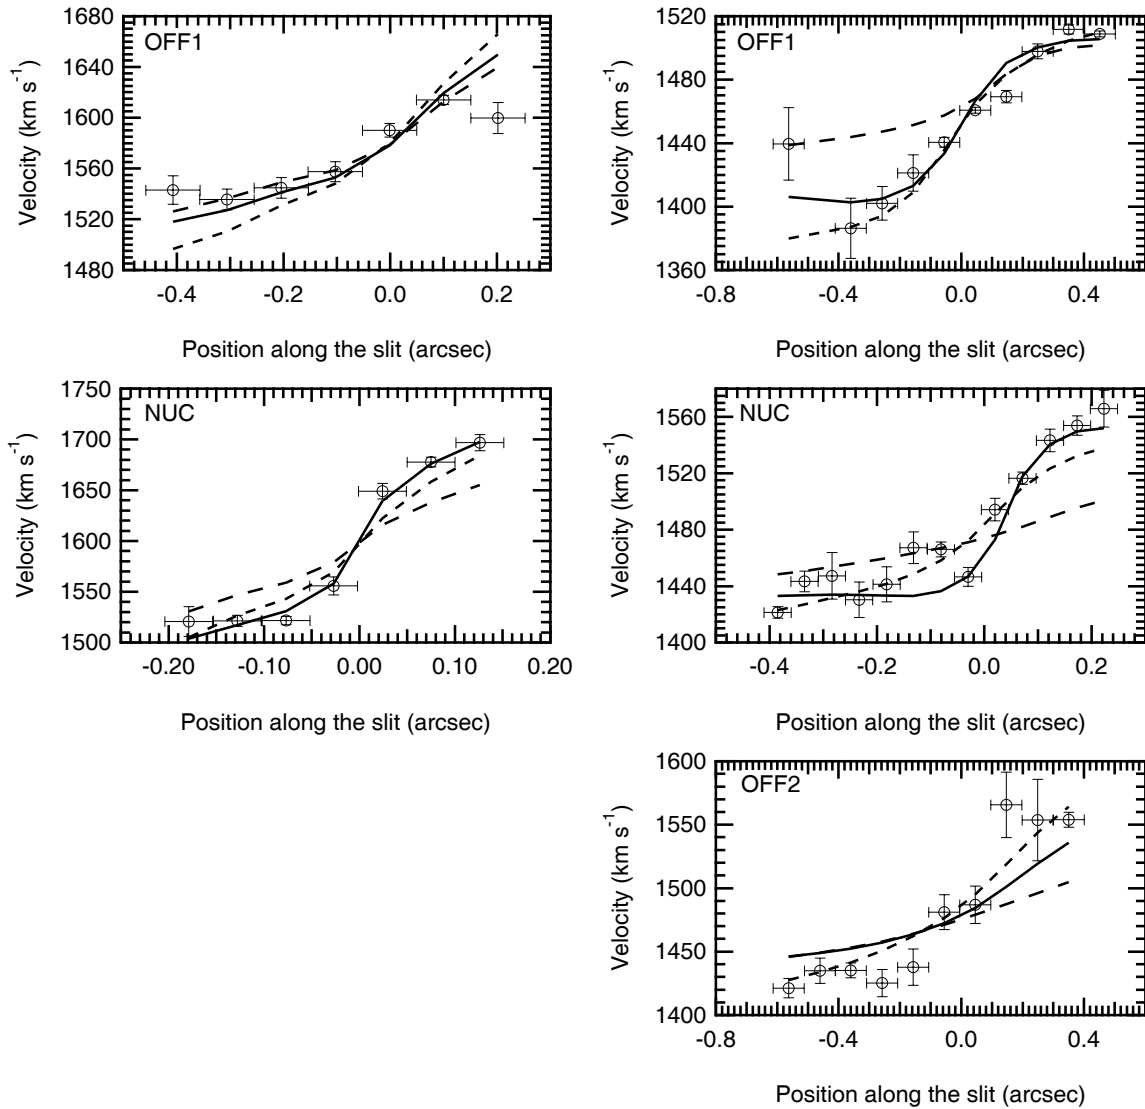 1680
1640
1600
1560
1520
1480
Velocity (km s-1)
OFF1
-0.4 -0.2 0.0 0.2
Position along the slit (arcsec)
1520
1480
1440
1400
1360
Velocity (km s-1)
OFF1
-0.8 -0.4 0.0 0.4
Position along the slit (arcsec)
1750
1700
1650
1600
1550
1500
Velocity (km s-1)
NUC
-0.20 -0.10 0.00 0.10 0.20
Position along the slit (arcsec)
1560
1520
1480
1440
1400
Velocity (km s-1)
NUC
-0.4 -0.2 0.0 0.2
Position along the slit (arcsec)
1600
1550
1500
1450
1400
Velocity (km s-1)
OFF2
-0.8 -0.4 0.0 0.4
Position along the slit (arcsec)